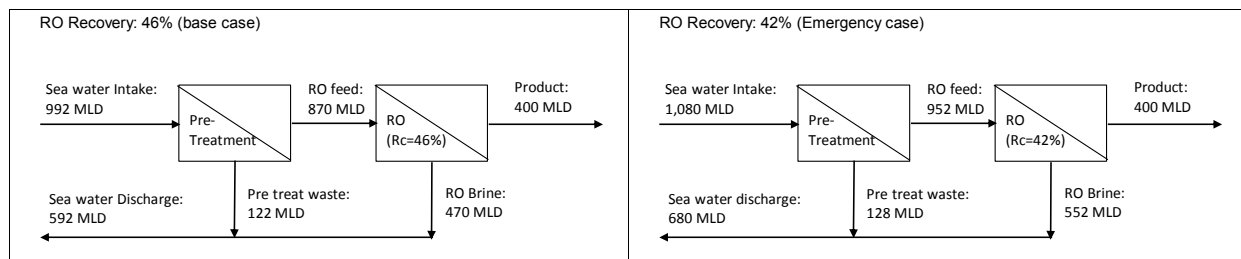 RO Recovery: 46% (base case)
Sea water Intake:
992 MLD
Pre-
Treatment
RO feed:
870 MLD
RO
(Rc=46%)
Product:
400 MLD
Sea water Discharge:
592 MLD
Pre treat waste:
122 MLD
RO Brine:
470 MLD
RO Recovery: 42% (Emergency case)
Sea water Intake:
1,080 MLD
Pre-
Treatment
RO feed:
952 MLD
RO
(Rc=42%)
Product:
400 MLD
Sea water discharge:
680 MLD
Pre treat waste:
128 MLD
RO Brine:
552 MLD